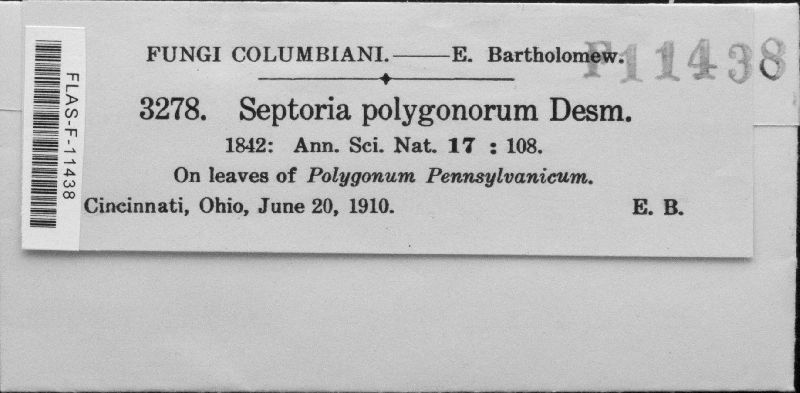 FUNGI COLUMBIANI.——E. Bartholomew.
F11438
3278. Septoria polygonorum Desm.
1842: Ann. Sci. Nat. 17 : 108.
On leaves of Polygonum Pennsylvanicum.
Cincinnati, Ohio, June 20, 1910. E. B.
FLAS-F-11438